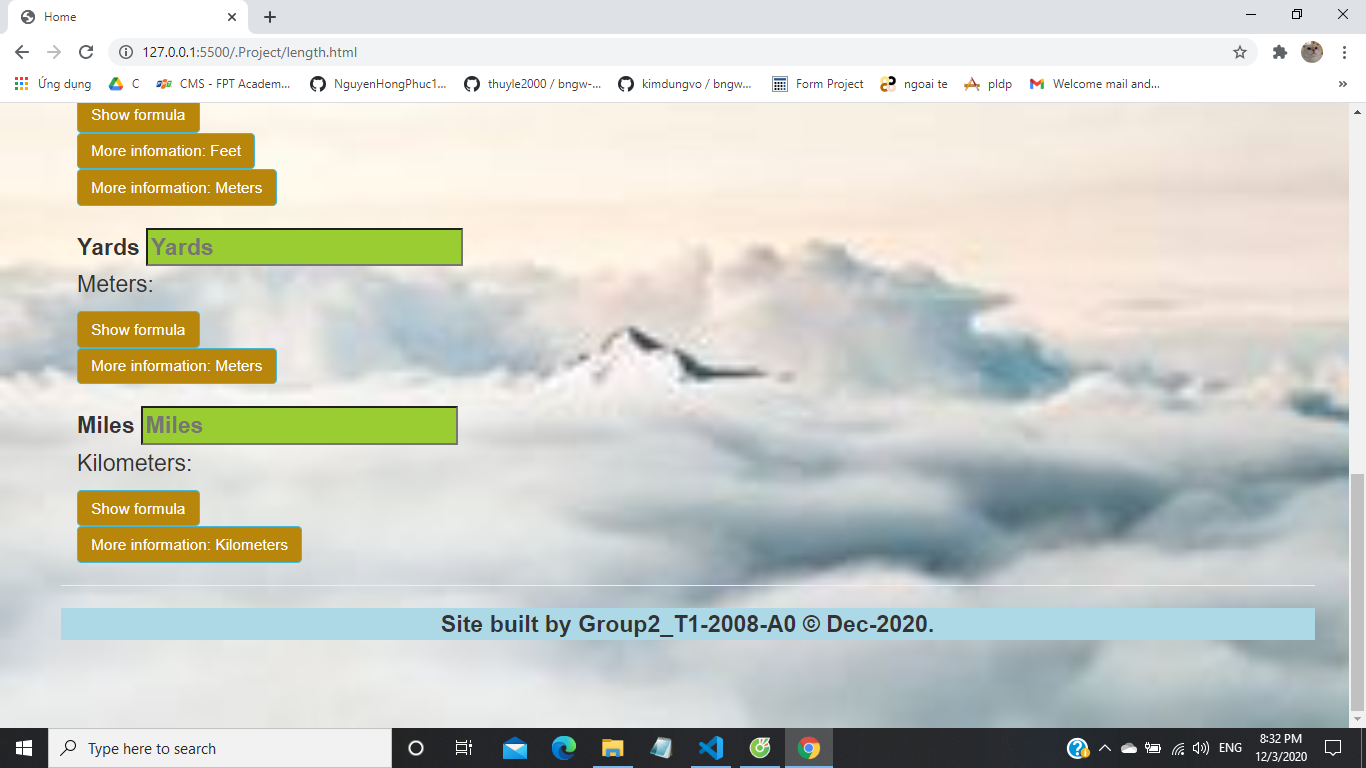 Home
127.0.0.1:5500/.Project/length.html
Ứng dụng C CMS - FPT Academ... NguyenHongPhuc1... thuyle2000 / bngw-... kimdungvo / bngw... Form Project ngoai te pldp Welcome mail and... »
Show formula
More infomation: Feet
More information: Meters
Yards Yards
Meters:
Show formula
More information: Meters
Miles Miles
Kilometers:
Show formula
More information: Kilometers
Site built by Group2_T1-2008-A0 © Dec-2020.
Type here to search
ENG
8:32 PM
12/3/2020